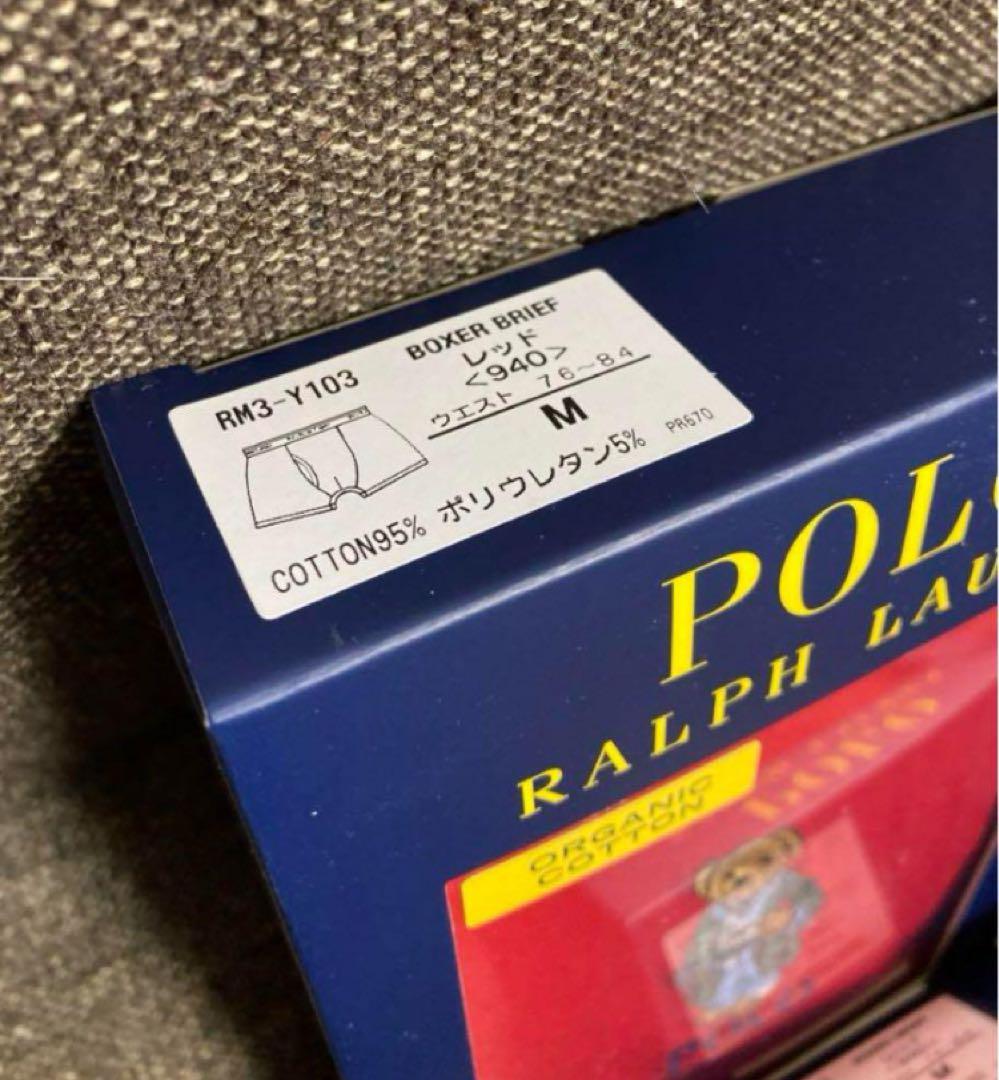 RM3-Y103
BOXER BRIEF
レッド
<940>
ウエスト 76~84
M
COTTON95% ポリウレタン5%
PR670
POLO
RALPH LAU
ORGANIC
COTTON
M